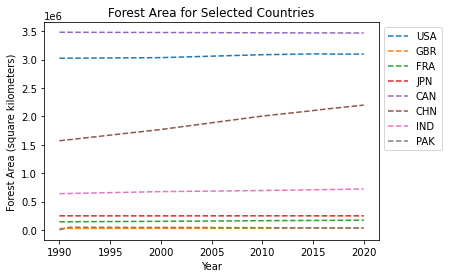 Forest Area for Selected Countries
1e6
3.5
3.0
2.5
2.0
1.5
1.0
0.5
0.0
Forest Area (square kilometers)
1990
1995
2000
2005
2010
2015
2020
Year
USA
GBR
FRA
JPN
CAN
CHN
IND
PAK